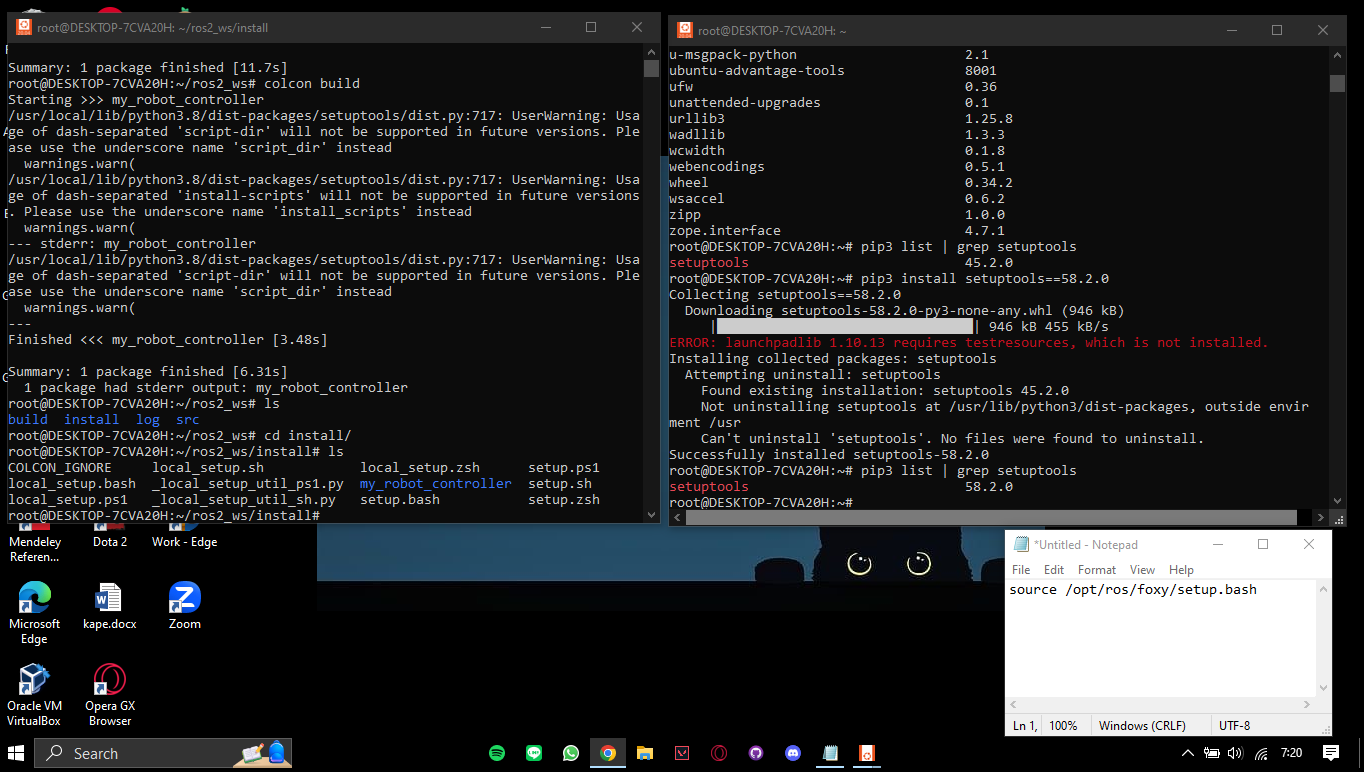 root@DESKTOP-7CVA20H: ~/ros2_ws/install
Summary: 1 package finished [11.7s]
root@DESKTOP-7CVA20H:~/ros2_ws# colcon build
Starting >>> my_robot_controller
/usr/local/lib/python3.8/dist-packages/setuptools/dist.py:717: UserWarning: Usa
ge of dash-separated 'script-dir' will not be supported in future versions. Ple
ase use the underscore name 'script_dir' instead
  warnings.warn(
/usr/local/lib/python3.8/dist-packages/setuptools/dist.py:717: UserWarning: Usa
ge of dash-separated 'install-scripts' will not be supported in future versions
. Please use the underscore name 'install_scripts' instead
  warnings.warn(
--- stderr: my_robot_controller
/usr/local/lib/python3.8/dist-packages/setuptools/dist.py:717: UserWarning: Usa
ge of dash-separated 'script-dir' will not be supported in future versions. Ple
ase use the underscore name 'script_dir' instead
  warnings.warn(
---
Finished <<< my_robot_controller [3.48s]
Summary: 1 package finished [6.31s]
  1 package had stderr output: my_robot_controller
root@DESKTOP-7CVA20H:~/ros2_ws# ls
build  install  log  src
root@DESKTOP-7CVA20H:~/ros2_ws# cd install/
root@DESKTOP-7CVA20H:~/ros2_ws/install# ls
COLCON_IGNORE     local_setup.sh            local_setup.zsh      setup.ps1
local_setup.bash  _local_setup_util_ps1.py  my_robot_controller  setup.sh
local_setup.ps1   _local_setup_util_sh.py   setup.bash           setup.zsh
root@DESKTOP-7CVA20H:~/ros2_ws/install#
root@DESKTOP-7CVA20H: ~
u-msgpack-python                     2.1
ubuntu-advantage-tools               8001
ufw                                  0.36
unattended-upgrades                  0.1
urllib3                              1.25.8
wadllib                              1.3.3
wcwidth                              0.1.8
webencodings                         0.5.1
wheel                                0.34.2
wsaccel                              0.6.2
zipp                                 1.0.0
zope.interface                       4.7.1
root@DESKTOP-7CVA20H:~# pip3 list | grep setuptools
setuptools                           45.2.0
root@DESKTOP-7CVA20H:~# pip3 install setuptools==58.2.0
Collecting setuptools==58.2.0
  Downloading setuptools-58.2.0-py3-none-any.whl (946 kB)
     |                                | 946 kB 455 kB/s
ERROR: launchpadlib 1.10.13 requires testresources, which is not installed.
Installing collected packages: setuptools
  Attempting uninstall: setuptools
    Found existing installation: setuptools 45.2.0
    Not uninstalling setuptools at /usr/lib/python3/dist-packages, outside envir
ment /usr
    Can't uninstall 'setuptools'. No files were found to uninstall.
Successfully installed setuptools-58.2.0
root@DESKTOP-7CVA20H:~# pip3 list | grep setuptools
setuptools                           58.2.0
root@DESKTOP-7CVA20H:~#
*Untitled - Notepad
File Edit Format View Help
source /opt/ros/foxy/setup.bash
Ln 1, 100% Windows (CRLF) UTF-8
Mendeley Referen...
Dota 2
Work - Edge
Microsoft Edge
kape.docx
Zoom
Oracle VM VirtualBox
Opera GX Browser
Search
7:20